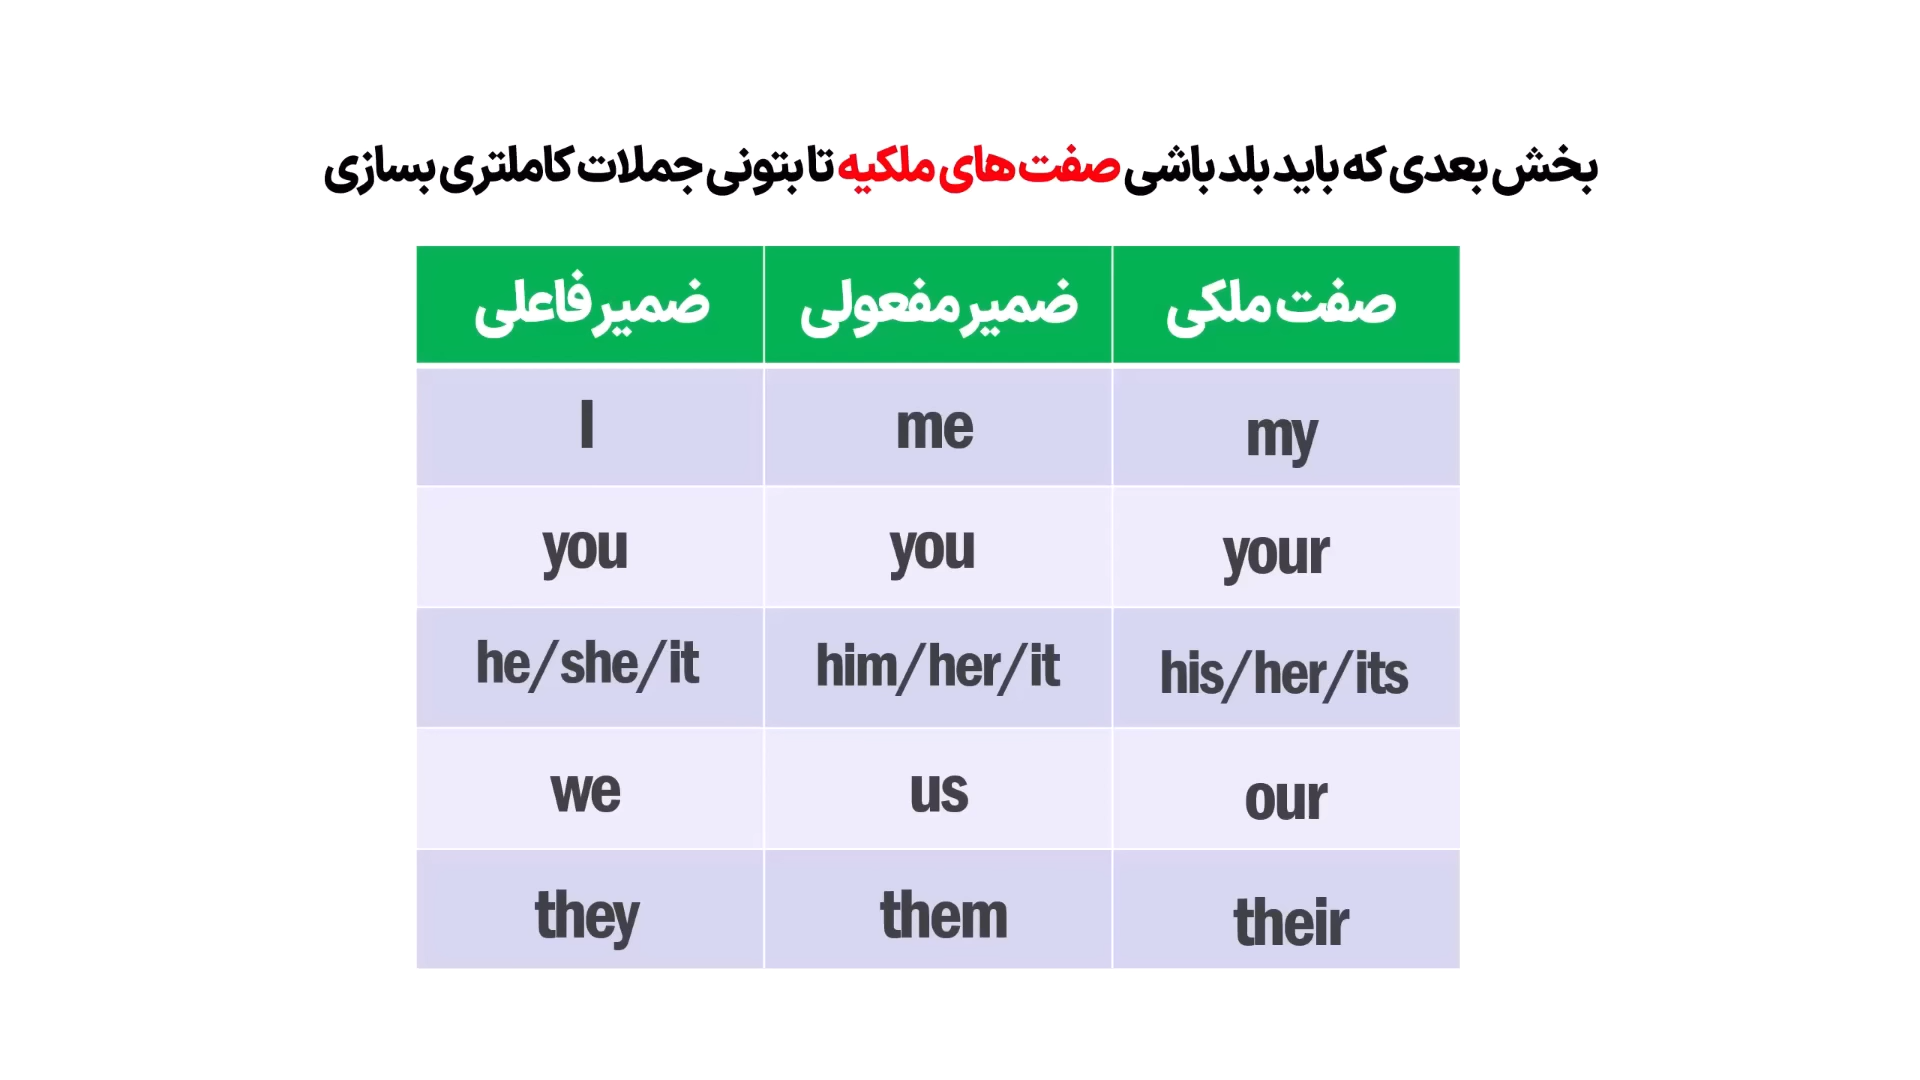 بخش بعدی که باید بلد باشی صفت های ملکیه تا بتونی جملات کاملتری بسازی
ضمیر فاعلی ضمیر مفعولی صفت ملکی
I me my
you you your
he/she/it him/her/it his/her/its
we us our
they them their